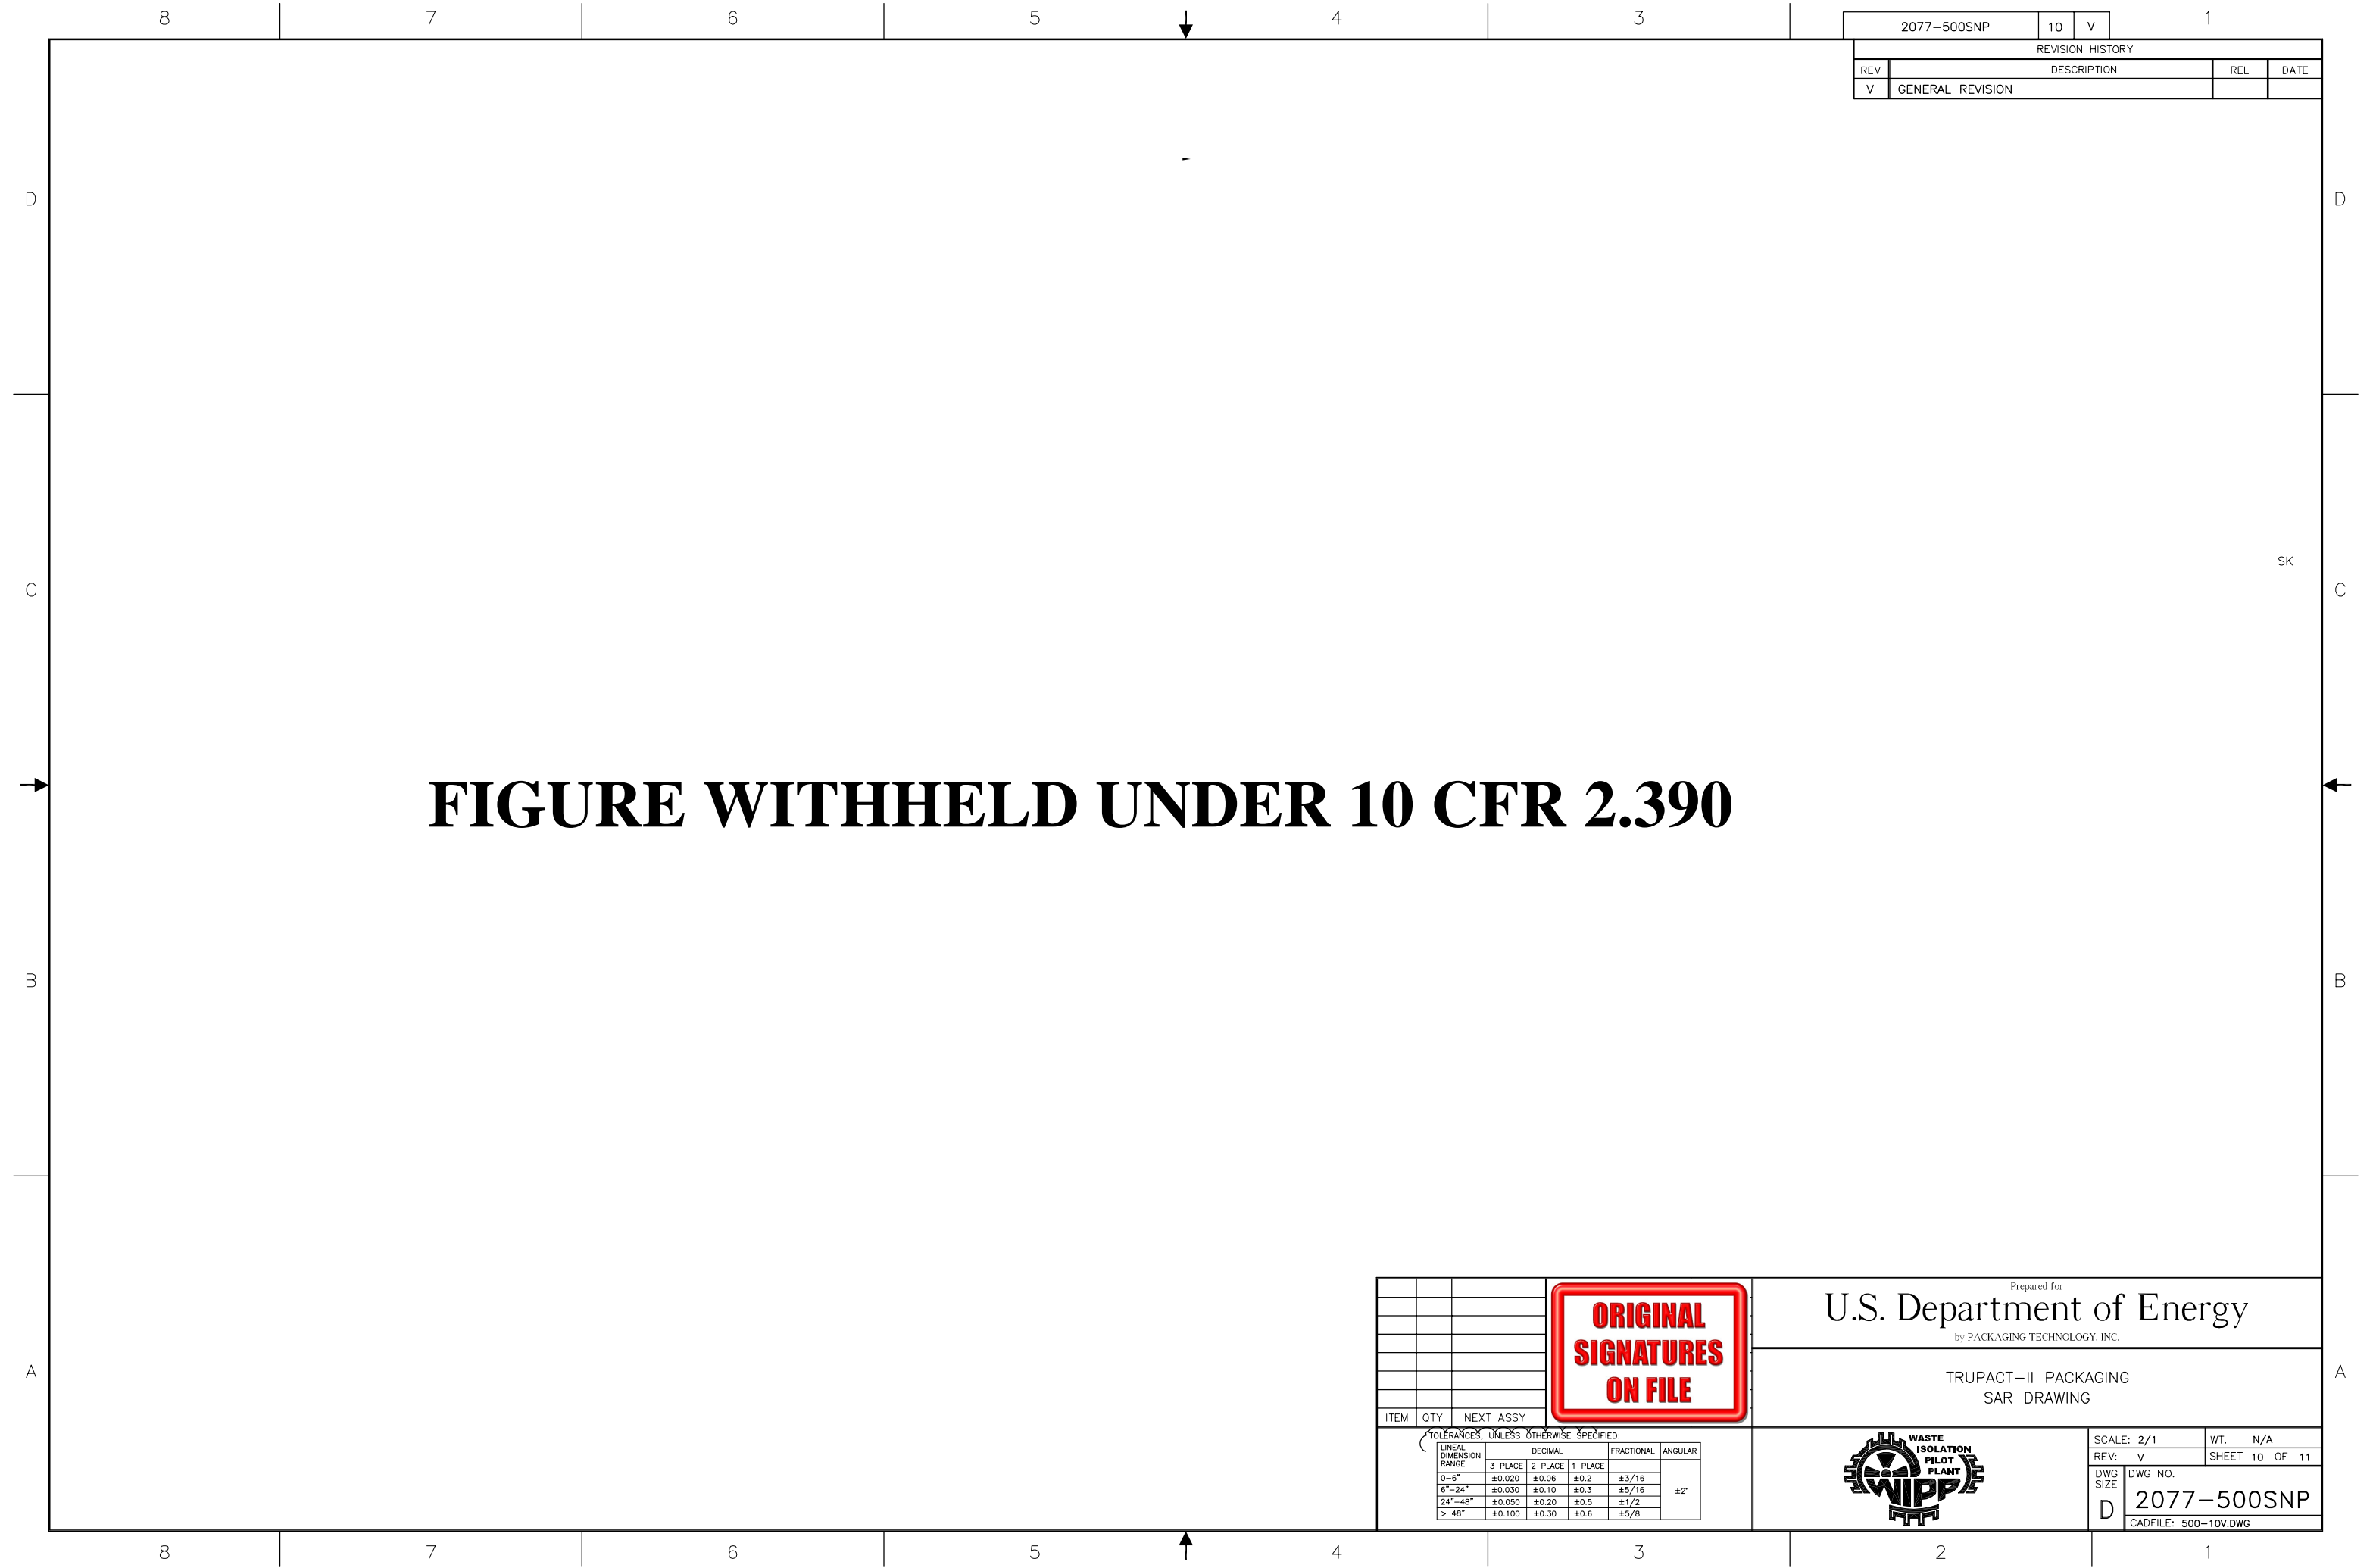 8 7 6 5 4 3 1
2077-500SNP 10 V
REVISION HISTORY
REV DESCRIPTION REL DATE
V GENERAL REVISION
D D
SK
C C
FIGURE WITHHELD UNDER 10 CFR 2.390
B B
A A
ITEM QTY NEXT ASSY
ORIGINAL
SIGNATURES
ON FILE
Prepared for
U.S. Department of Energy
by PACKAGING TECHNOLOGY, INC.
TRUPACT-II PACKAGING
SAR DRAWING
TOLERANCES, UNLESS OTHERWISE SPECIFIED:
LINEAL
DIMENSION
RANGE
DECIMAL FRACTIONAL ANGULAR
3 PLACE 2 PLACE 1 PLACE
0-6" ±0.020 ±0.06 ±0.2 ±3/16
6"-24" ±0.030 ±0.10 ±0.3 ±5/16
±2°
24"-48" ±0.050 ±0.20 ±0.5 ±1/2
> 48" ±0.100 ±0.30 ±0.6 ±5/8
WASTE
ISOLATION
PILOT
PLANT
WIPP
SCALE: 2/1 WT. N/A
REV: V SHEET 10 OF 11
DWG
SIZE
D
DWG NO.
2077-500SNP
CADFILE: 500-10V.DWG
8 7 6 5 4 3 2 1